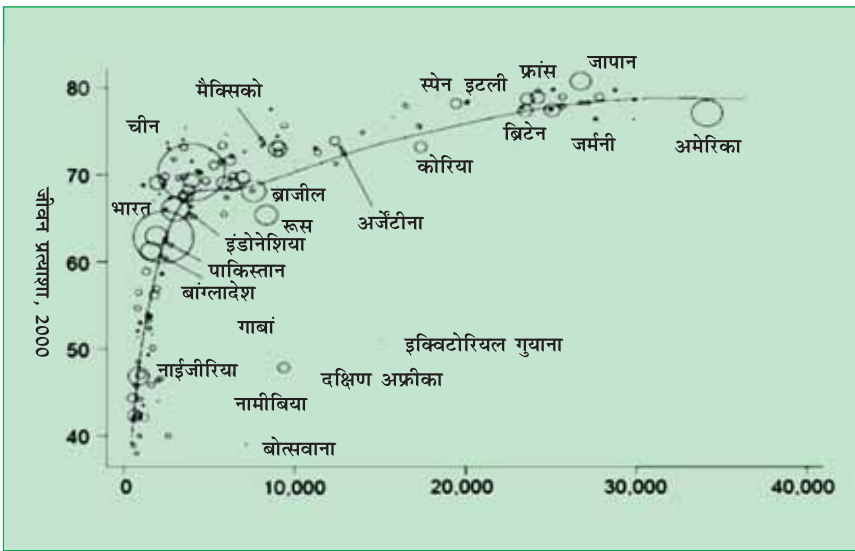 जापान
फ्रांस
स्पेन इटली
80
मैक्सिको
चीन
ब्रिटेन
जर्मनी
अमेरिका
कोरिया
70
ब्राजील
भारत
अर्जेंटीना
रूस
इंडोनेशिया
60
पाकिस्तान
बांग्लादेश
जीवन प्रत्याशा, 2000
गाबां
इक्विटोरियल गुयाना
50
नाईजीरिया
दक्षिण अफ्रीका
नामीबिया
40
बोत्सवाना
0 10,000 20,000 30,000 40,000